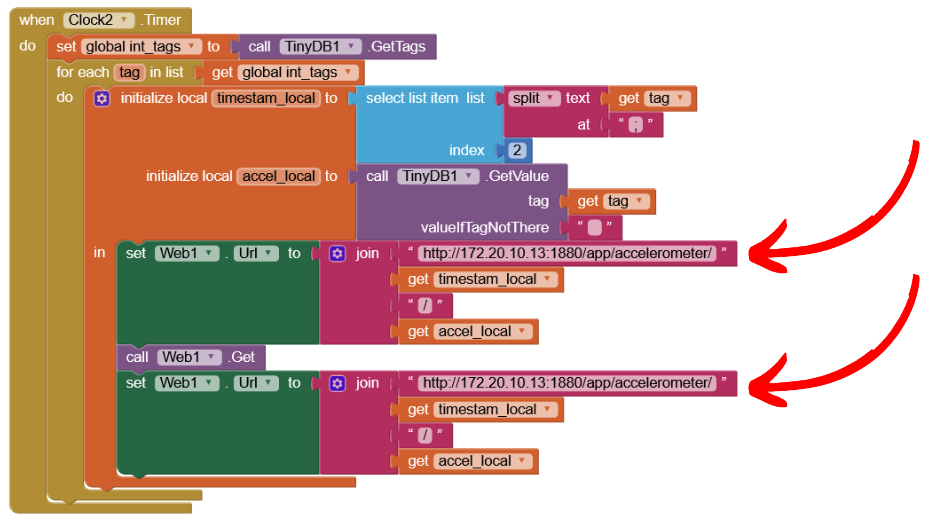 when Clock2 .Timer
do set global int_tags to call TinyDB1 .GetTags
for each tag in list get global int_tags
do initialize local timestam_local to select list item list split text get tag
at " ; "
index 2
initialize local accel_local to call TinyDB1 .GetValue
tag get tag
valueIfTagNotThere " "
in set Web1 . Url to join " http://172.20.10.13:1880/app/accelerometer/ "
get timestam_local
" / "
get accel_local
call Web1 .Get
set Web1 . Url to join " http://172.20.10.13:1880/app/accelerometer/ "
get timestam_local
" / "
get accel_local